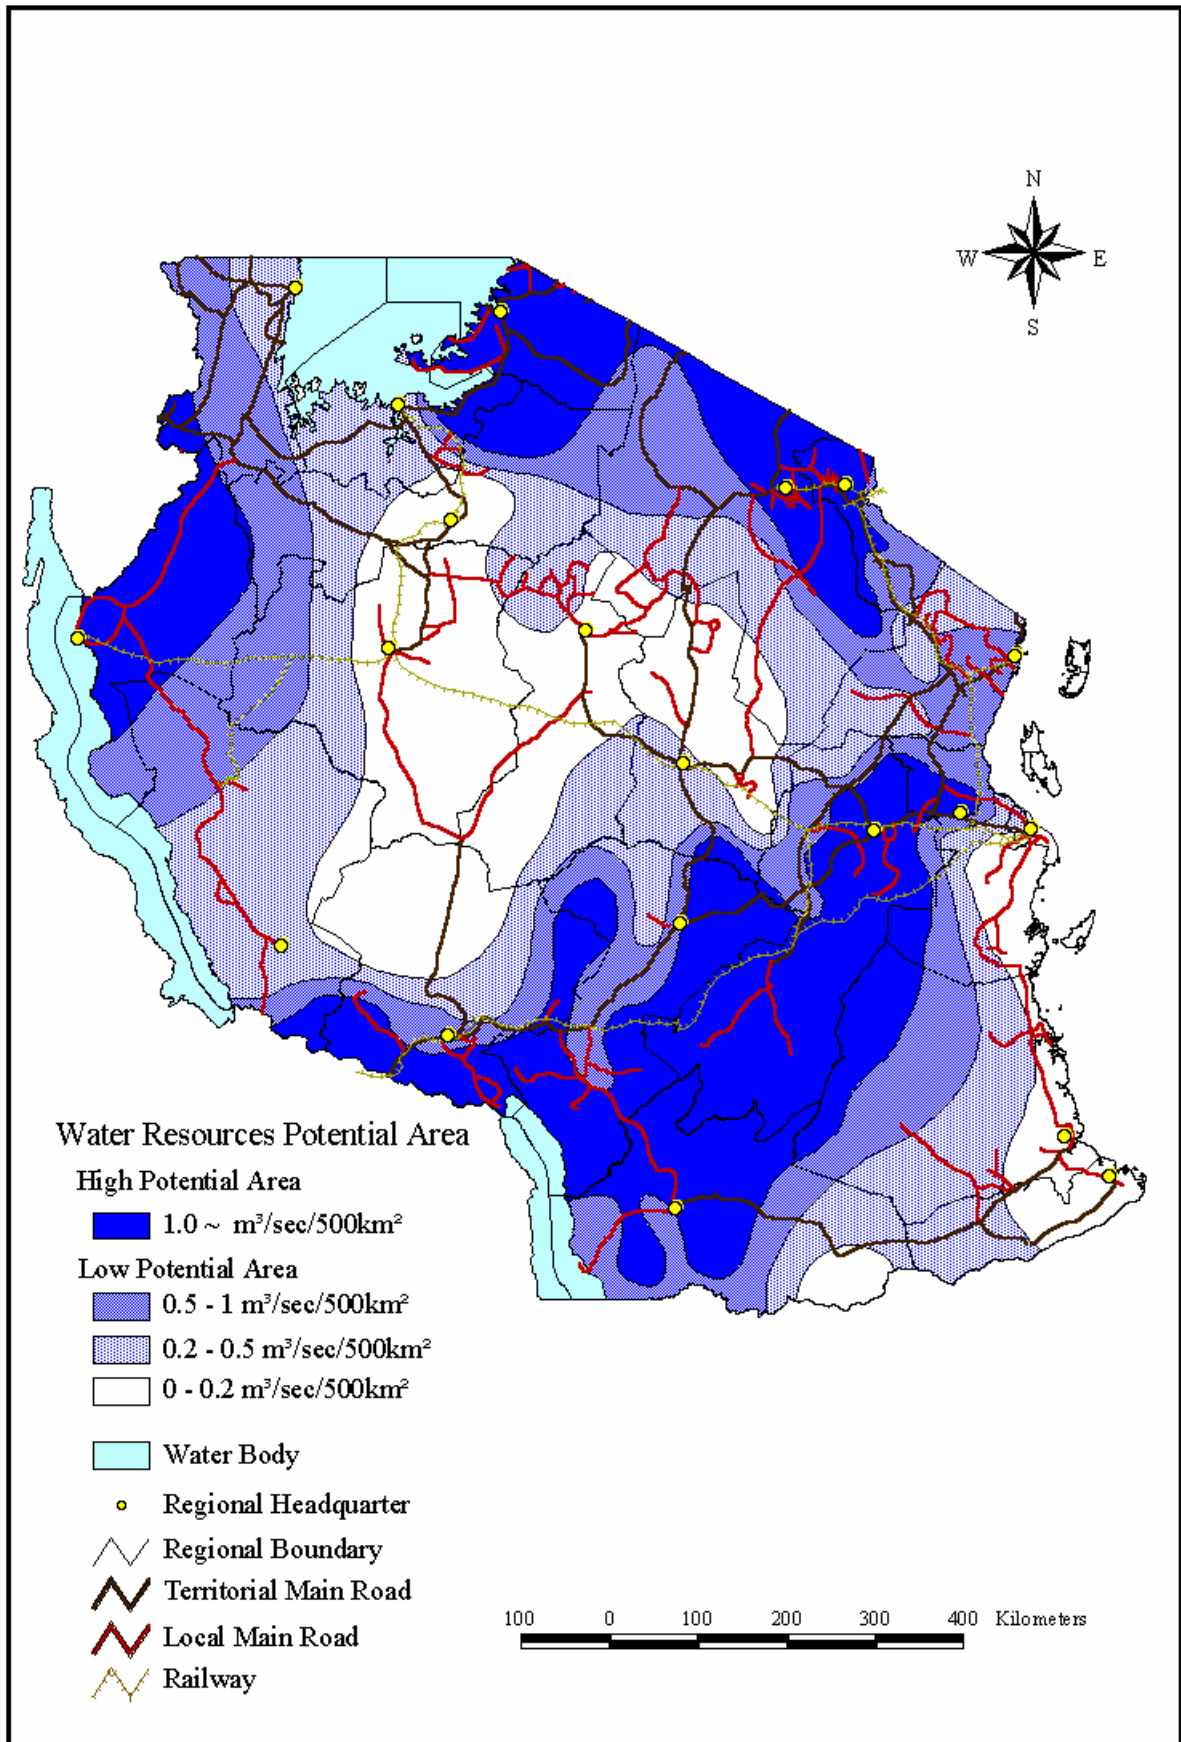 N
W E
S
Water Resources Potential Area
High Potential Area
1.0 ~ m³/sec/500km²
Low Potential Area
0.5 - 1 m³/sec/500km²
0.2 - 0.5 m³/sec/500km²
0 - 0.2 m³/sec/500km²
Water Body
Regional Headquarter
Regional Boundary
Territorial Main Road
Local Main Road
Railway
100 0 100 200 300 400 Kilometers